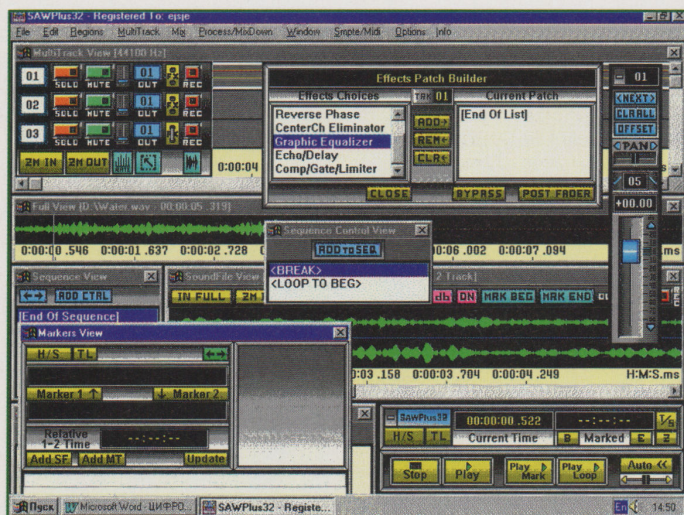 SAWPlus32 - Registered To: ejsje
File Edit Regions MultiTrack Mix Process/MixDown Window Smpte/Midi Options Info
MultiTrack View [44100 Hz]
01 SOLO MUTE 01 OUT FX REC
02 SOLO MUTE 01 OUT FX REC
03 SOLO MUTE 01 OUT REC
ZM IN ZM OUT
0:00:04
Effects Patch Builder
Effects Choices TRK 01 Current Patch
Reverse Phase
CenterCh Eliminator
Graphic Equalizer
Echo/Delay
Comp/Gate/Limiter
ADD→
REM←
CLR←
[End Of List]
CLOSE BYPASS POST FADER
01
<NEXT>
CLR ALL
OFFSET
<PAN>
05
+00.00
Full View [D:\Water.wav - 00:00:05 .319]
0:00:00 .546 0:00:01 .637 0:00:02 .728 0:00:06 .002 0:00:07 .094 .ms
Sequence Control View
ADD TO SEQ
<BREAK>
<LOOP TO BEG>
Sequence View
ADD CTRL
[End Of Sequence]
SoundFile View 2 Track]
IN FULL db ON MRK BEG MRK END
0:03 .158 0:00:03 .704 0:00:04 .249 H:M:S.ms
Markers View
H/S TL
Marker 1 ↑ ↓ Marker 2
Relative
1-2 Time --:--:--
Add SF Add MT Update
SAWPlus32 00:00:00 .522 --:--:-- T/S
H/S TL Current Time B Marked E Z
Stop Play Play Mark Play Loop Auto <<
Пуск Microsoft Word - ЦИФРО... SAWPlus32 - Registe... En 14:50